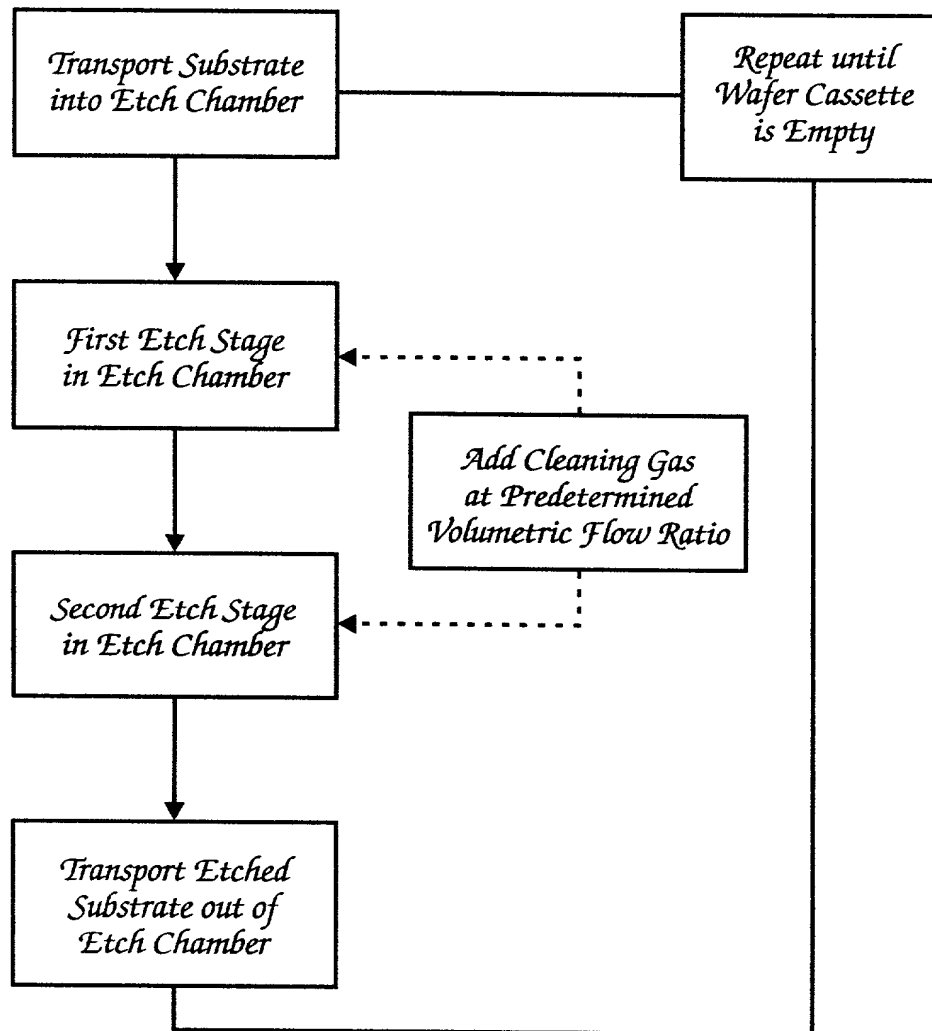 Transport Substrate
into Etch Chamber
Repeat until
Wafer Cassette
is Empty
First Etch Stage
in Etch Chamber
Add Cleaning Gas
at Predetermined
Volumetric Flow Ratio
Second Etch Stage
in Etch Chamber
Transport Etched
Substrate out of
Etch Chamber